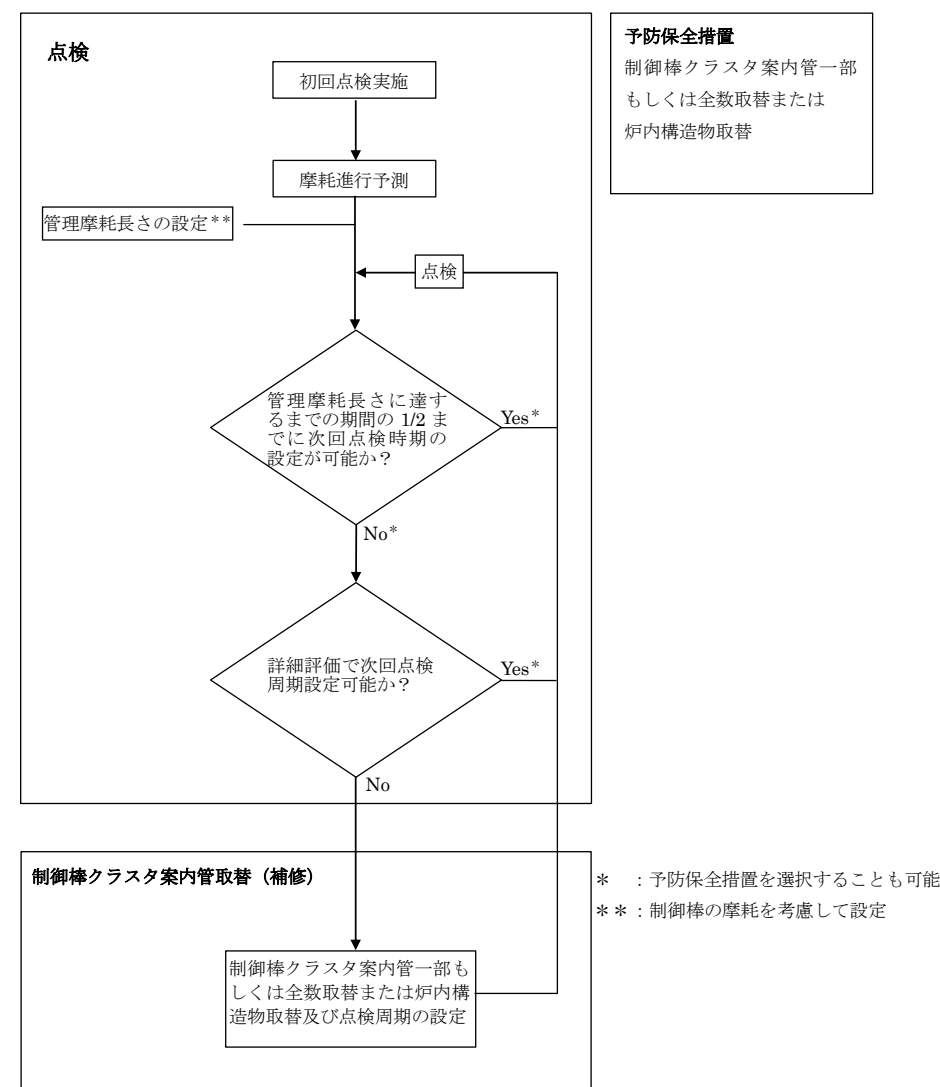 点検
初回点検実施
摩耗進行予測
管理摩耗長さの設定**
点検
管理摩耗長さに達す
るまでの期間の 1/2 ま
でに次回点検時期の
設定が可能か？
Yes*
No*
詳細評価で次回点検
周期設定可能か？
Yes*
No
予防保全措置
制御棒クラスタ案内管一部
もしくは全数取替または
炉内構造物取替
制御棒クラスタ案内管取替（補修）
制御棒クラスタ案内管一部も
しくは全数取替または炉内構
造物取替及び点検周期の設定
＊　：予防保全措置を選択することも可能
＊＊：制御棒の摩耗を考慮して設定